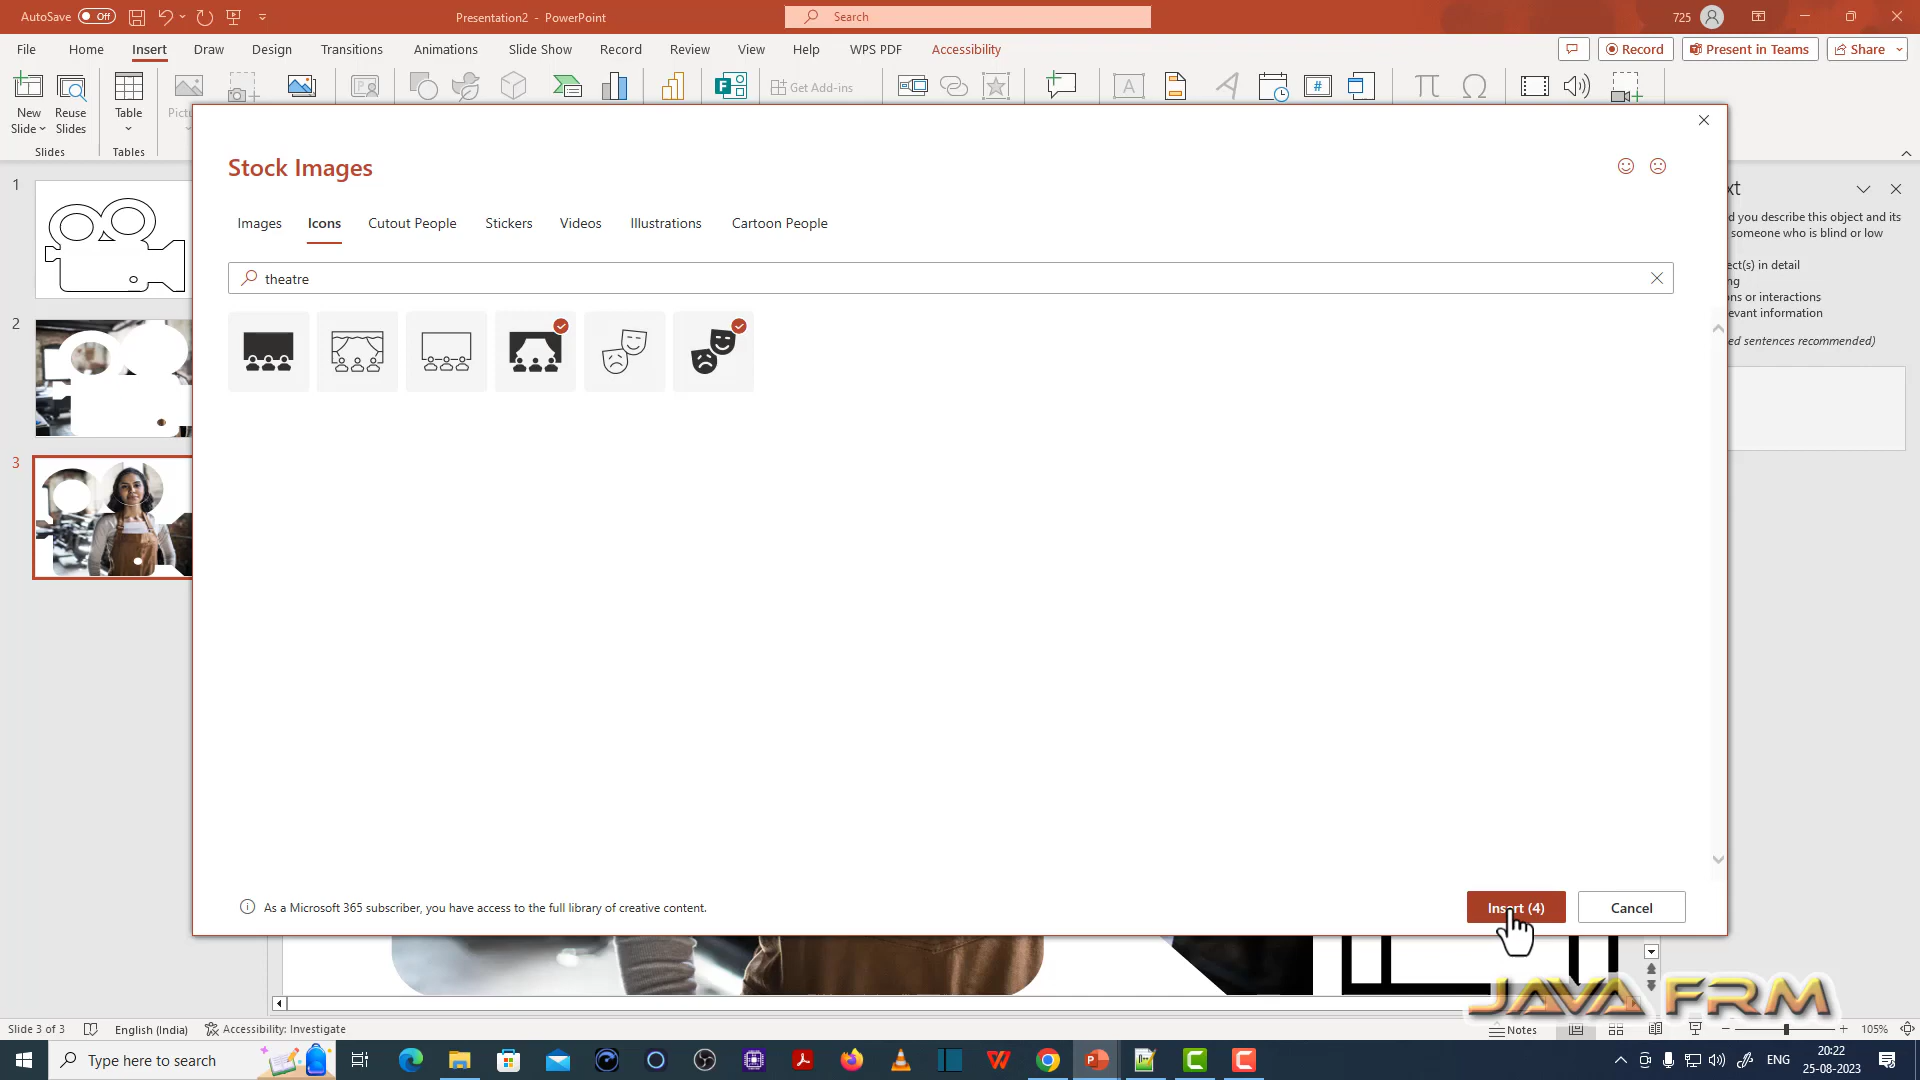 AutoSave Off
Presentation2 - PowerPoint
Search
725
File Home Insert Draw Design Transitions Animations Slide Show Record Review View Help WPS PDF Accessibility
Record Present in Teams Share
New Slide
Reuse Slides
Table
Get Add-ins
Slides
Tables
Stock Images
Images Icons Cutout People Stickers Videos Illustrations Cartoon People
theatre
1
2
3
d you describe this object and its
someone who is blind or low
ect(s) in detail
ng
ons or interactions
evant information
ed sentences recommended)
As a Microsoft 365 subscriber, you have access to the full library of creative content.
Insert (4)
Cancel
JAVA FRM
Slide 3 of 3
English (India)
Accessibility: Investigate
Notes
105%
Type here to search
ENG
20:22
25-08-2023